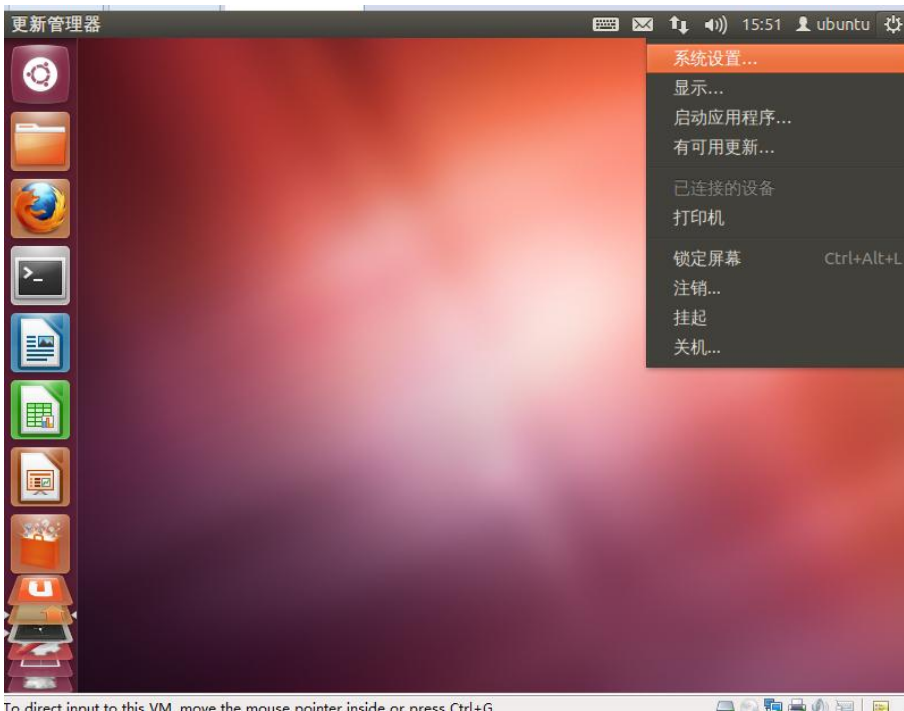 更新管理器 15:51 ubuntu
系统设置...
显示...
启动应用程序...
有可用更新...
已连接的设备
打印机
锁定屏幕 Ctrl+Alt+L
注销...
挂起
关机...
To direct input to this VM, move the mouse pointer inside or press Ctrl+G.